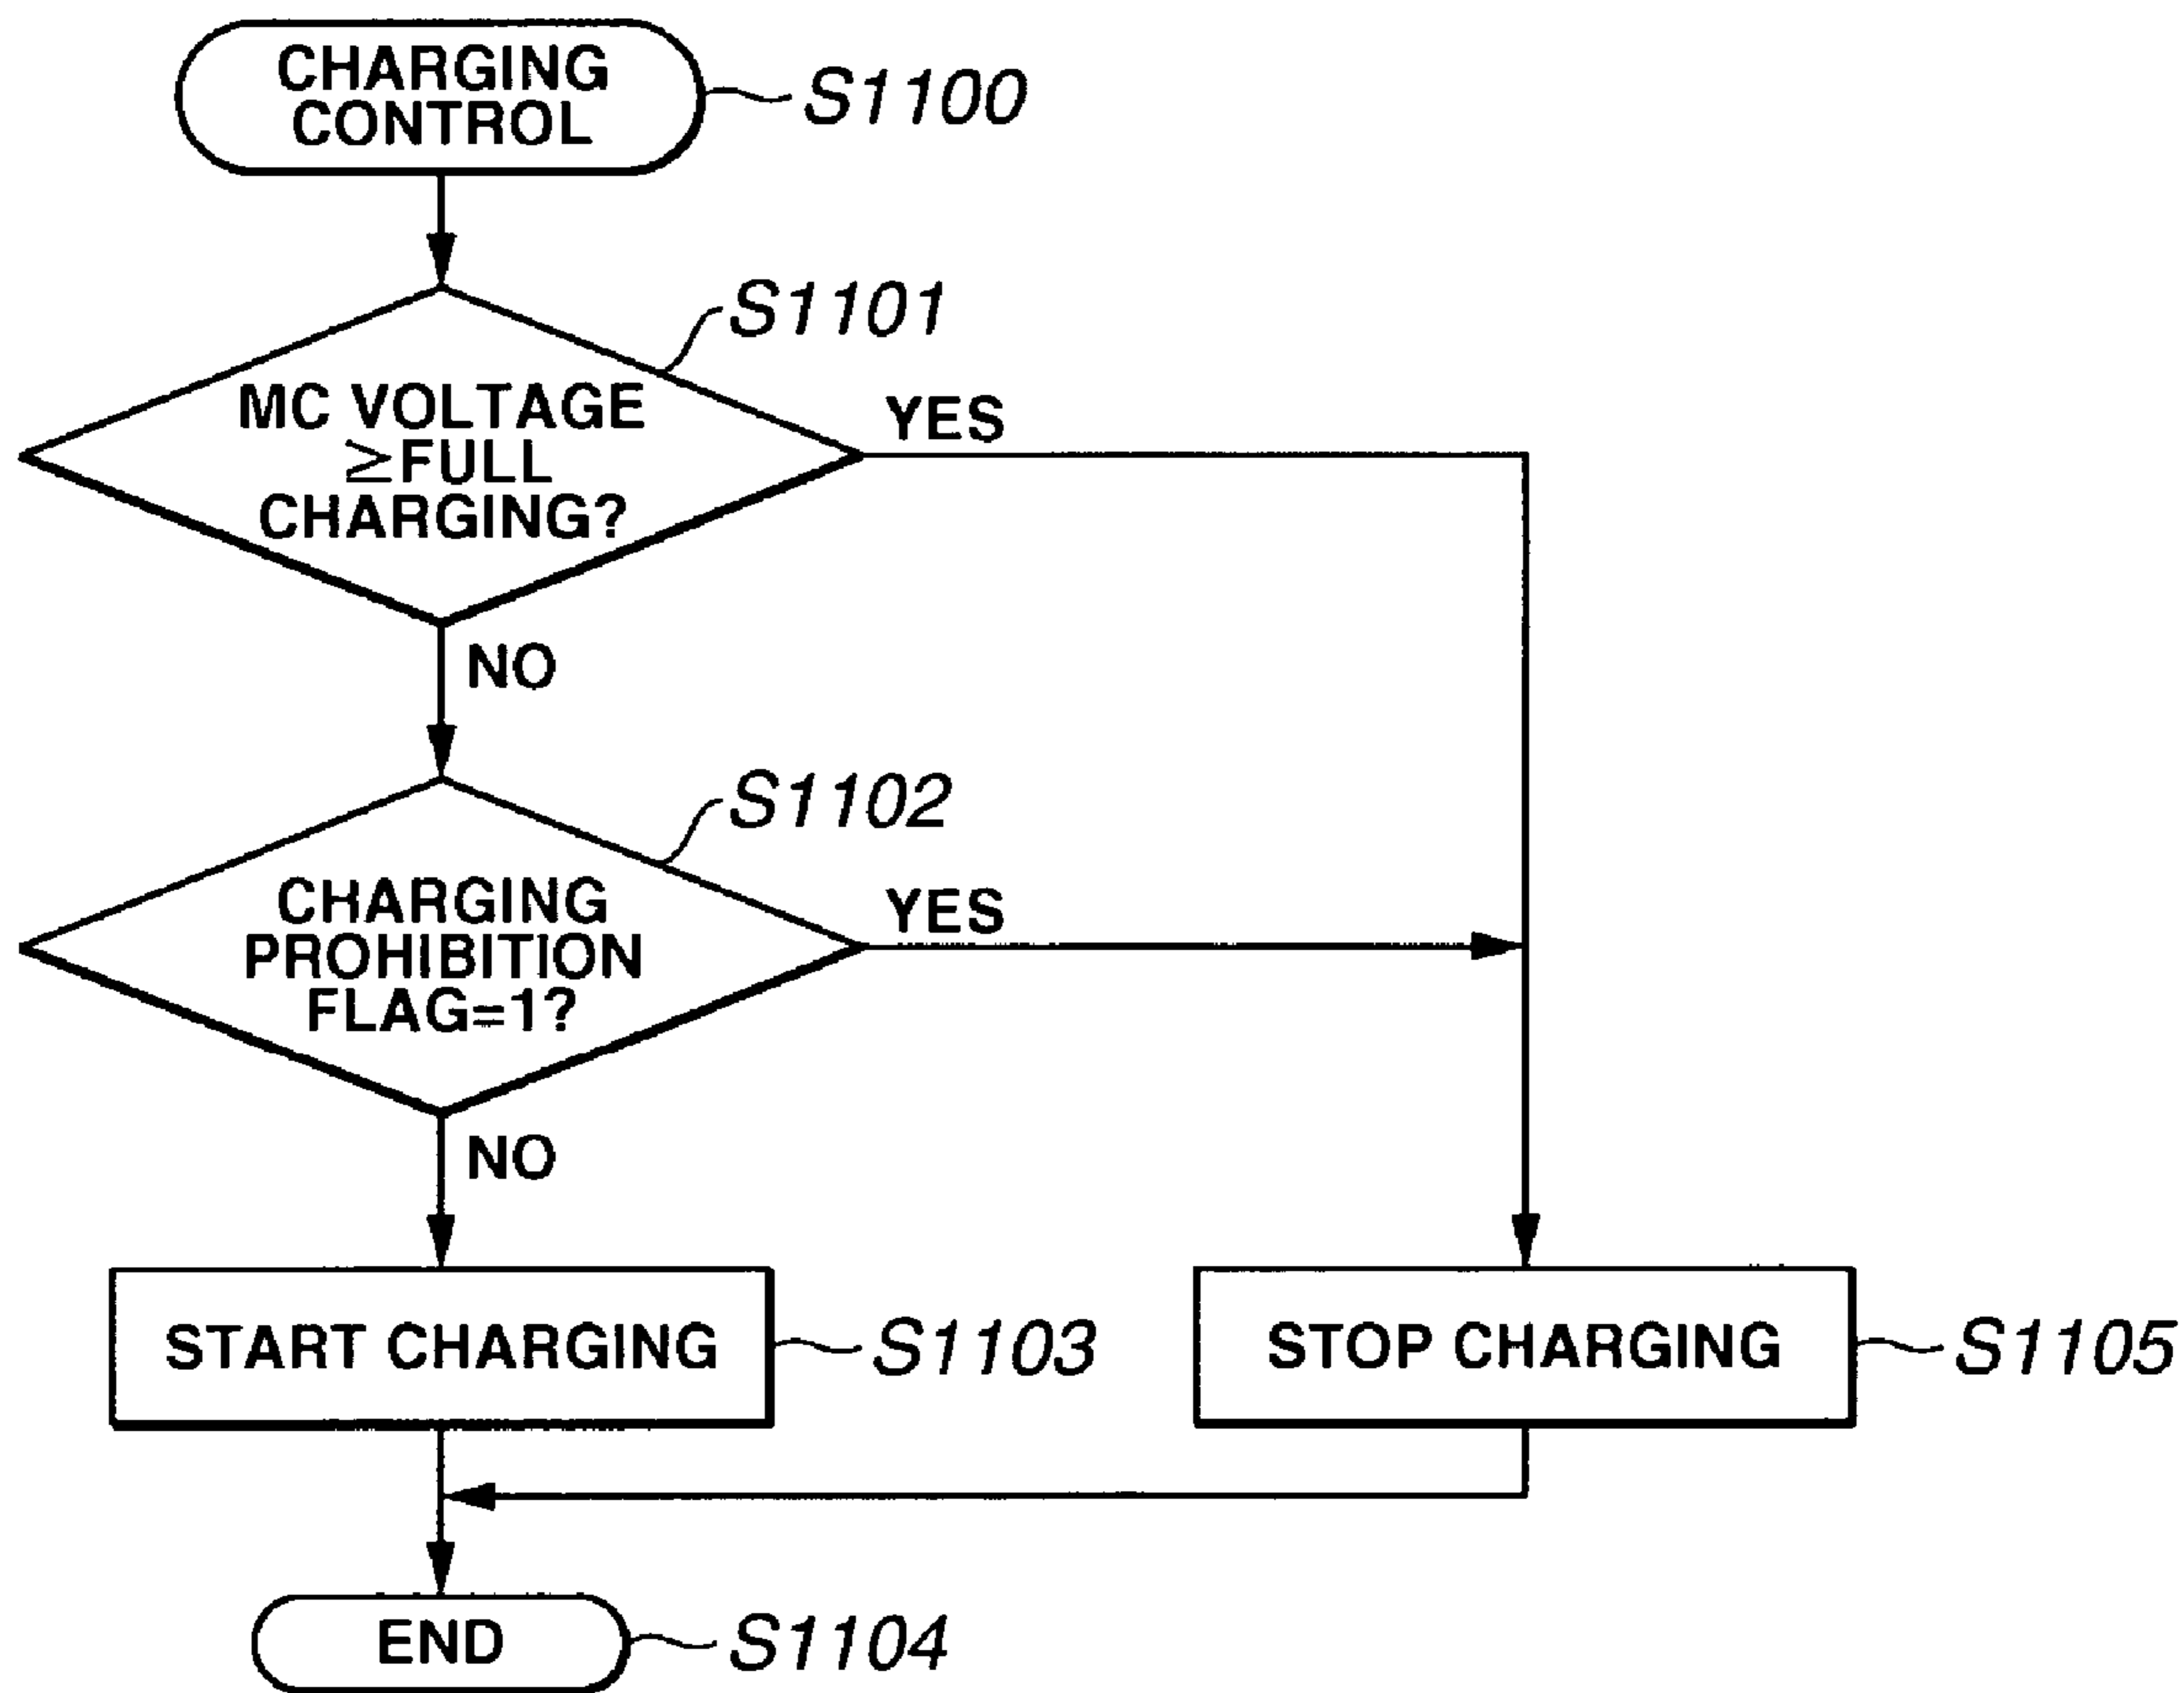 CHARGING
CONTROL
S1100
S1101
MC VOLTAGE
≥FULL
CHARGING?
YES
NO
S1102
CHARGING
PROHIBITION
FLAG=1?
YES
NO
START CHARGING
S1103
STOP CHARGING
S1105
END
S1104